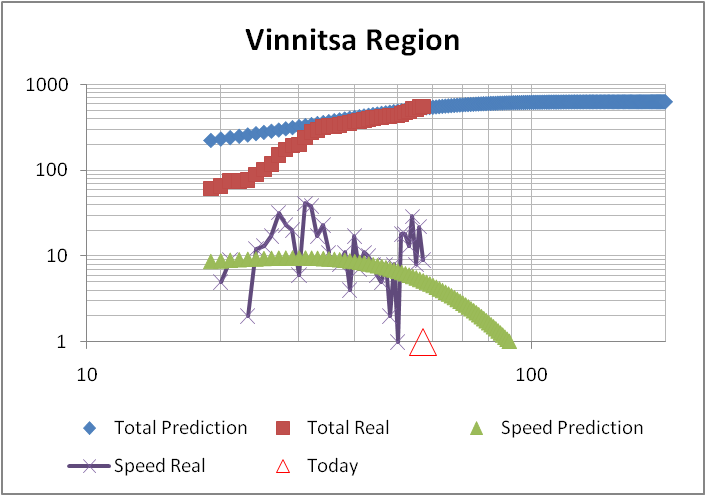 Vinnitsa Region
1000
100
10
1
10 100
Total Prediction Total Real Speed Prediction
Speed Real Today